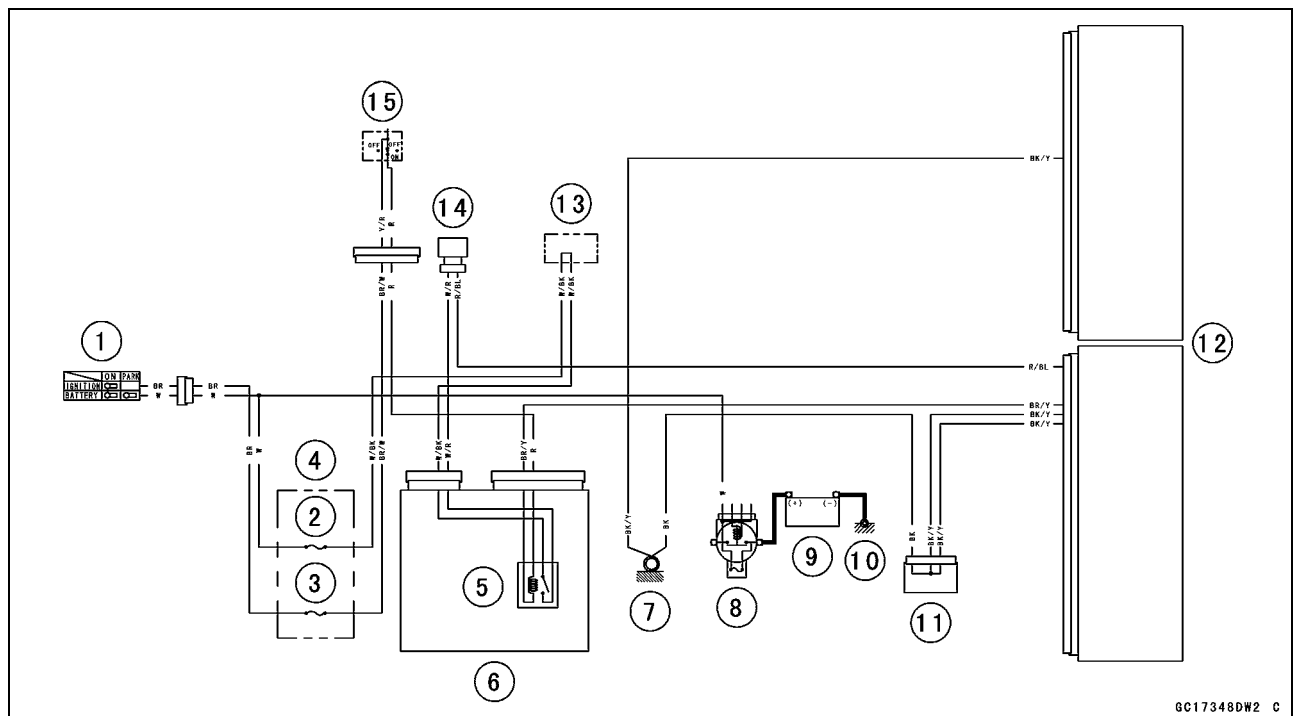 15
OFF OFF
ON
BK/Y
14
13
Y/R
R
BR/W
R
W/R
R/BL
W/BK
W/BK
1
12
ON PARK
IGNITION
BATTERY
BR BR
W W
R/BL
BR/Y
BK/Y
BK/Y
BR
W
4
W/BK
BR/W
W/BK
W/R
BR/Y
R
2
3
5
6
BK/Y
BK
7
W
8
(+) (-)
9
10
BK
BK/Y
BK/Y
11
GC17348DW2 C